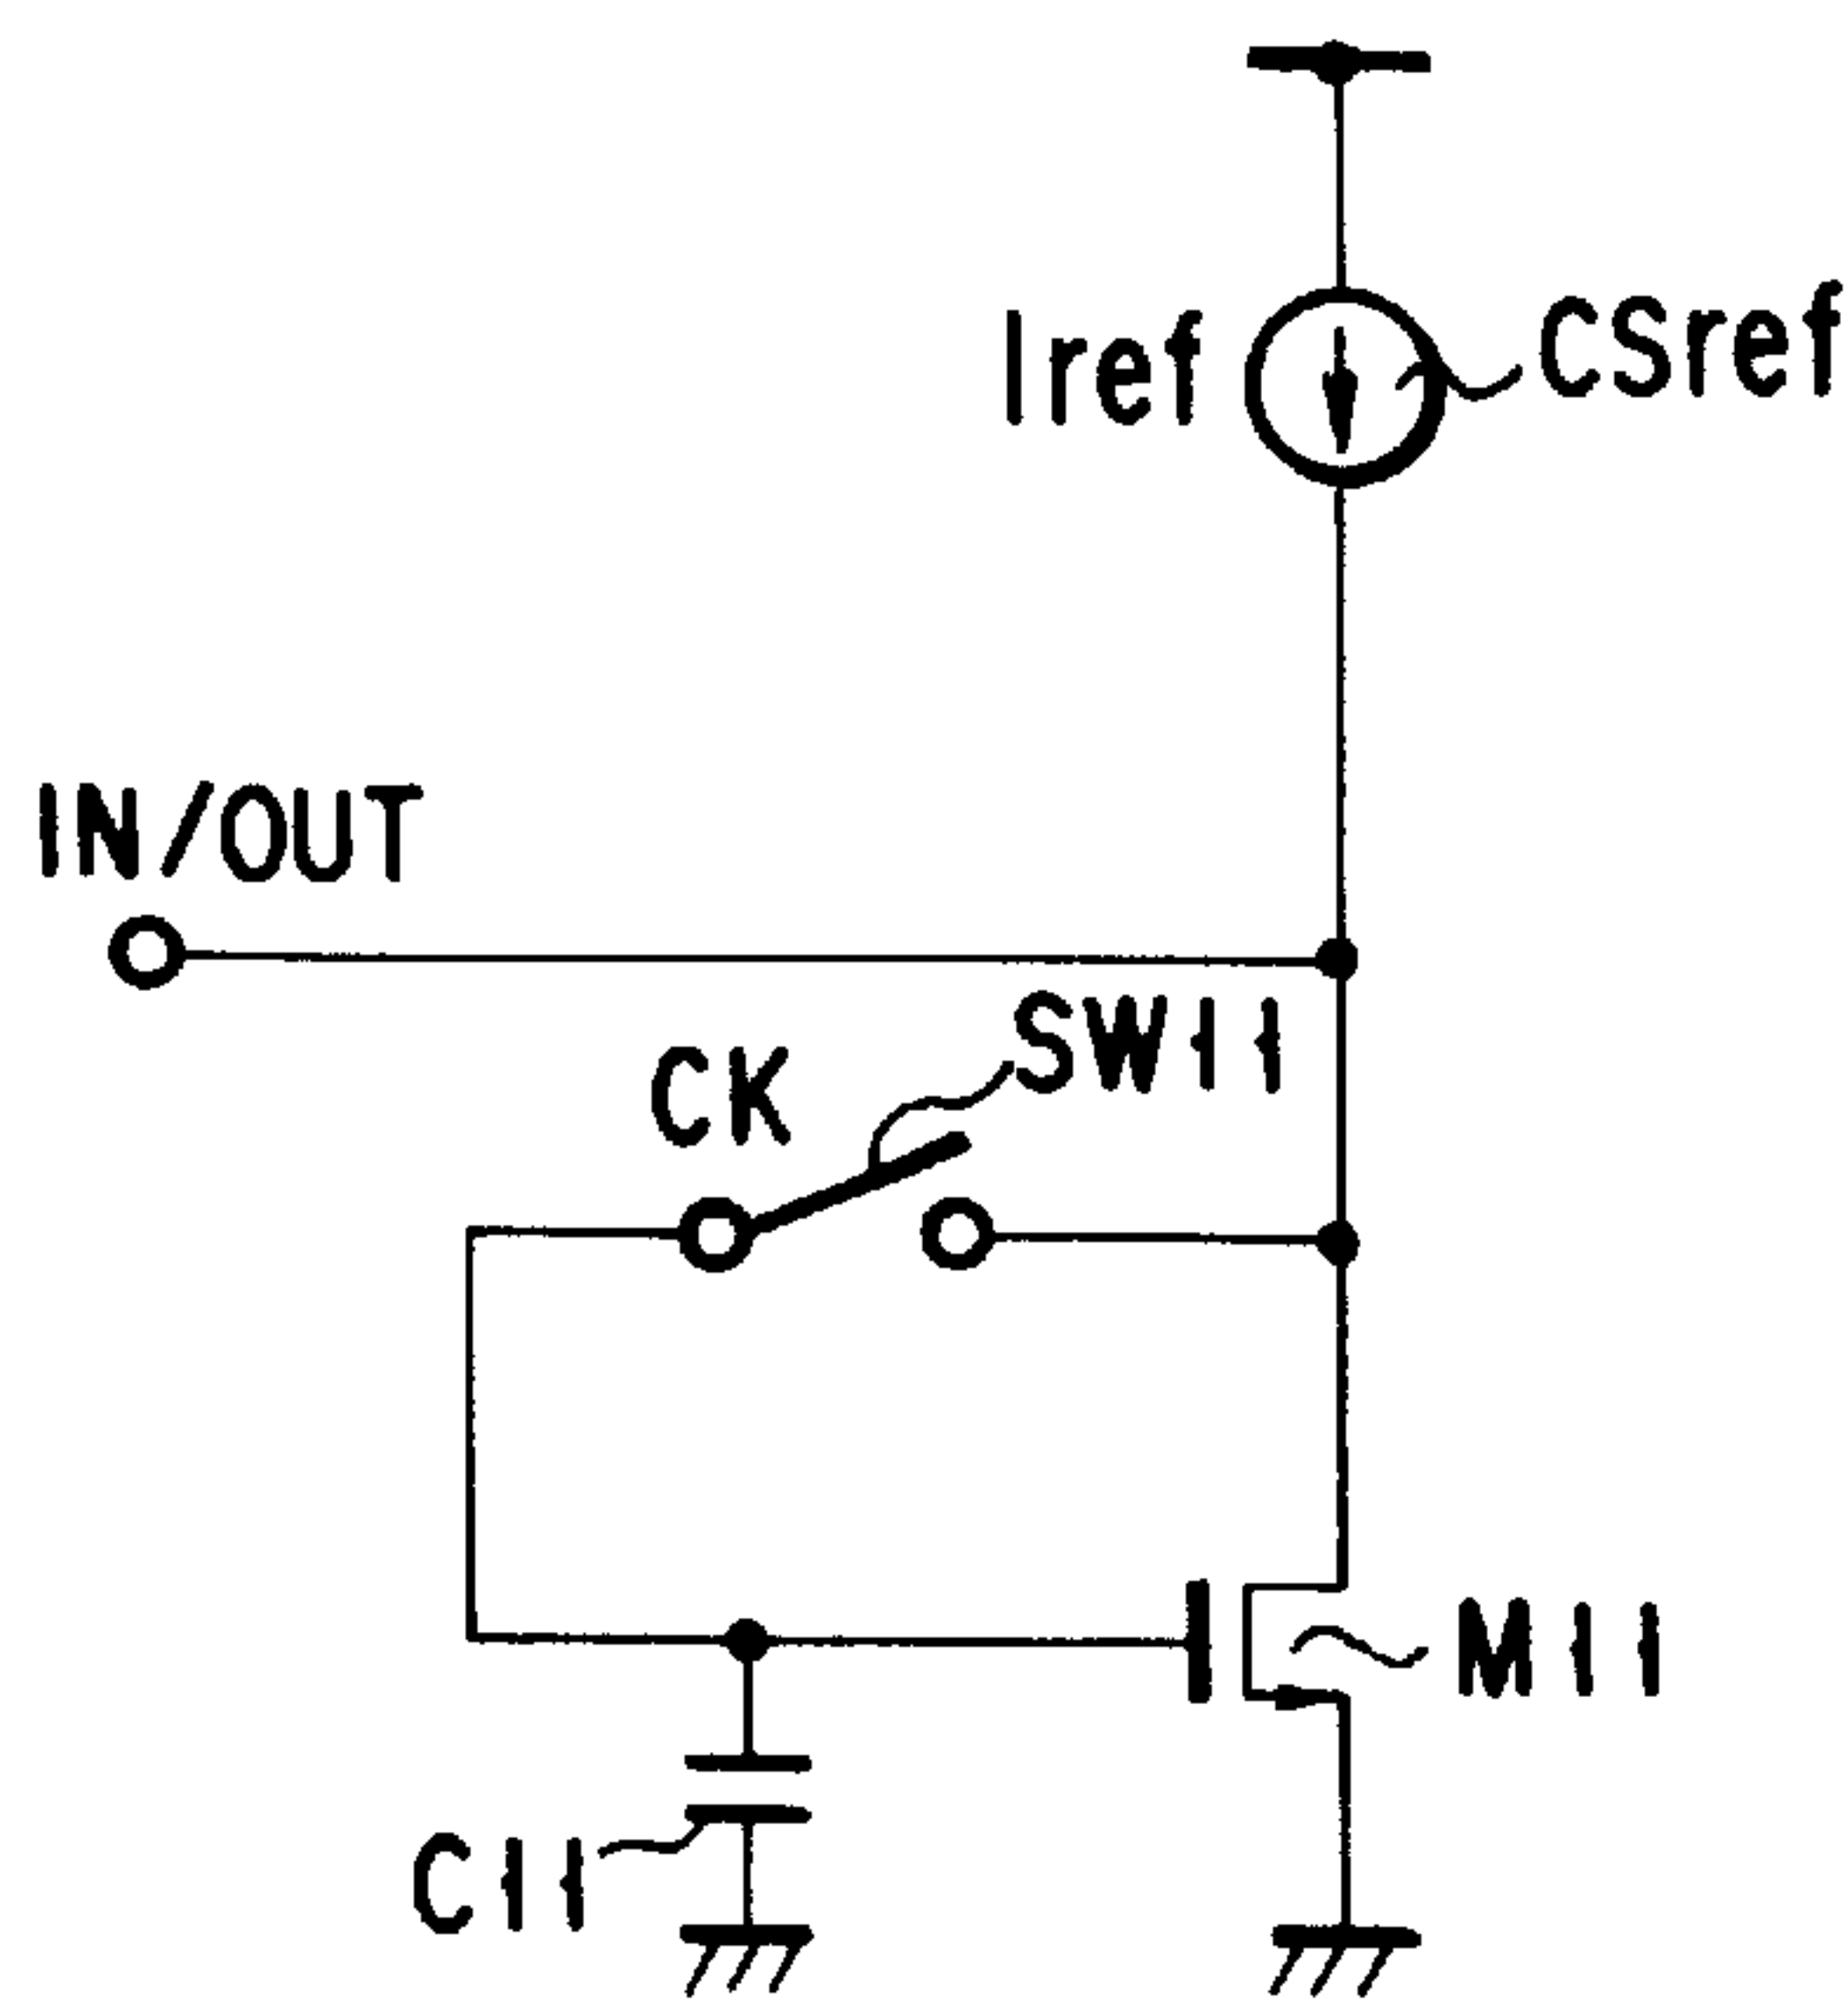 Iref
CSref
IN/OUT
CK
SW11
M11
C11